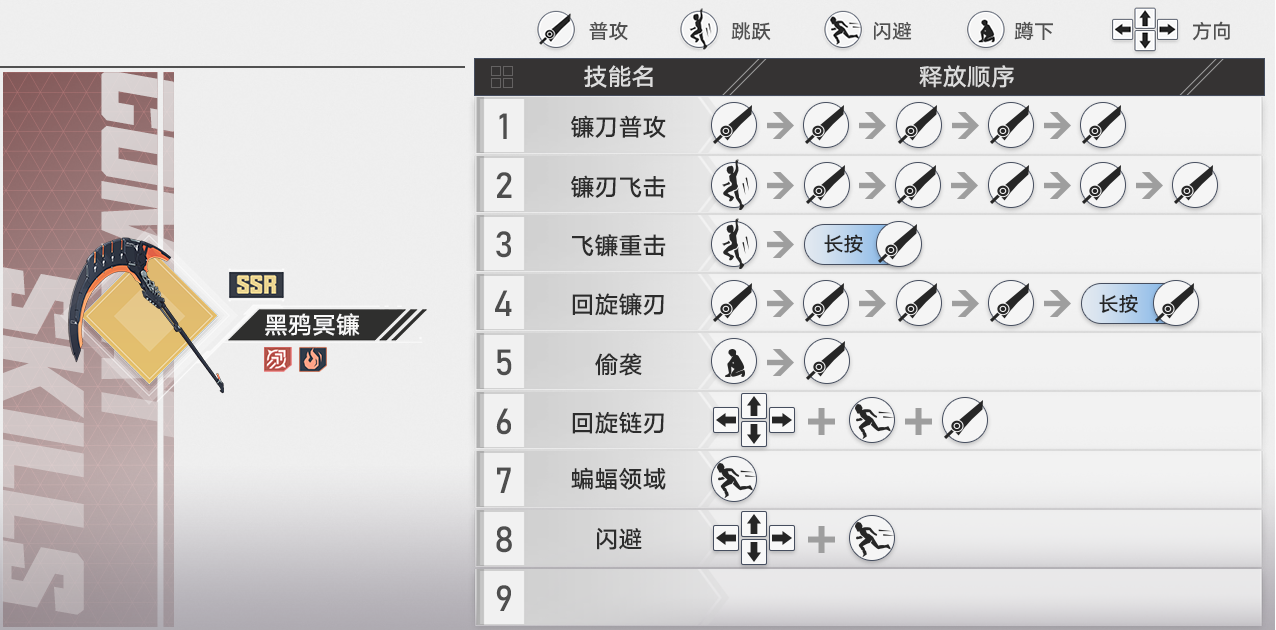 普攻 跳跃 闪避 蹲下 方向
技能名 释放顺序
COMBAT
SKILLS
SSR
黑鸦冥镰
1 镰刀普攻
2 镰刃飞击
3 飞镰重击 长按
4 回旋镰刃 长按
5 偷袭
6 回旋链刃
7 蝙蝠领域
8 闪避
9